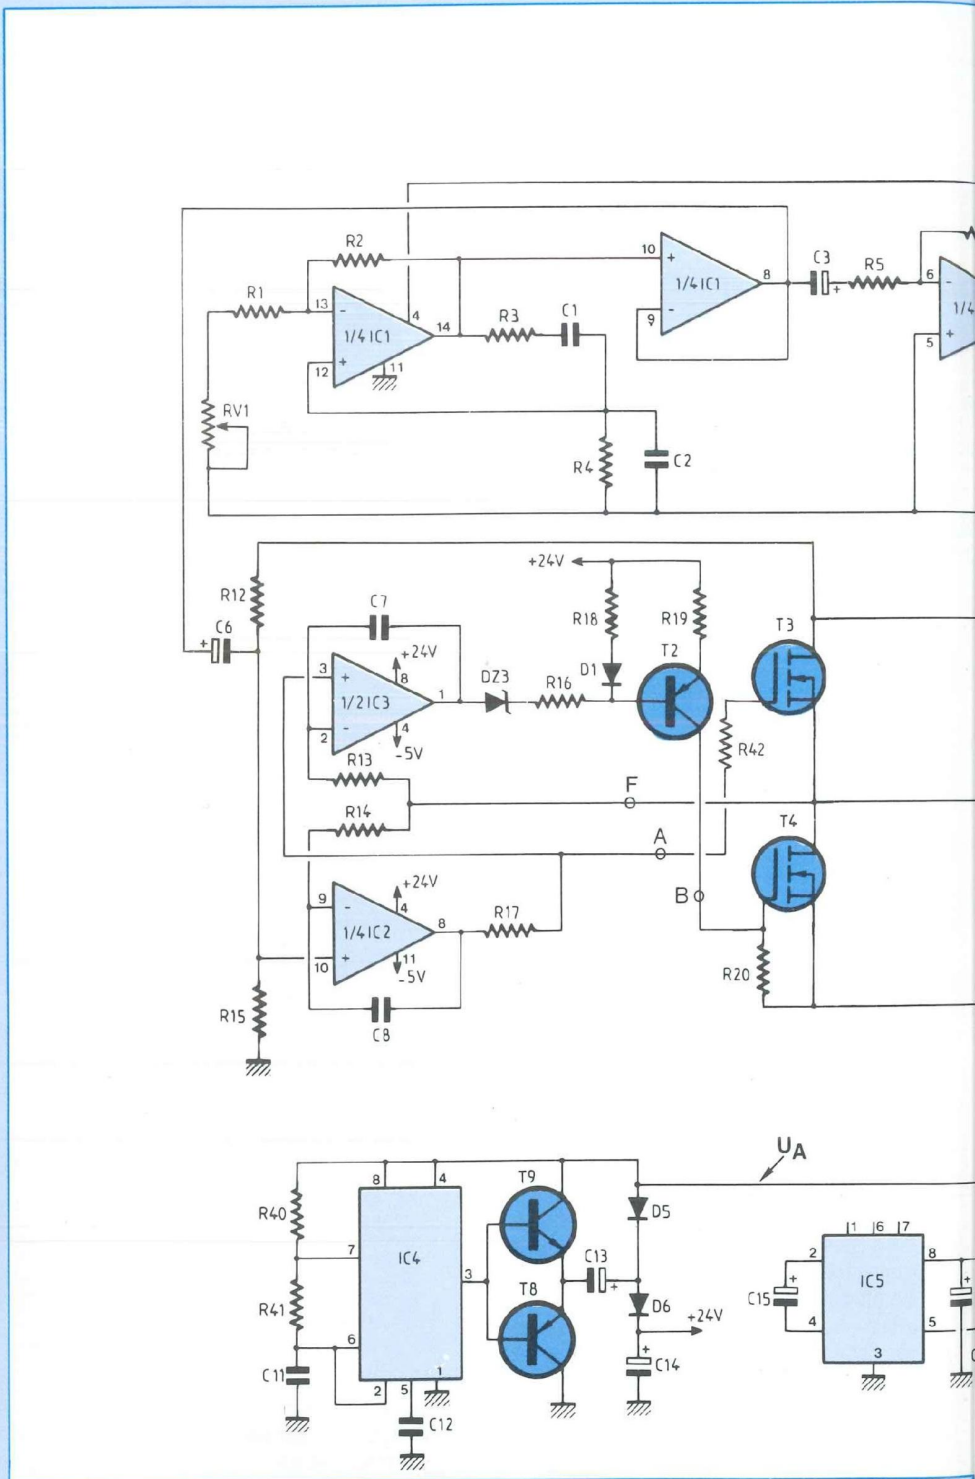 R2
10
+
1/4 IC1
8
C3
+
R5
6
-
1/4
R1
13
-
4
1/4 IC1
14
R3
C1
9
-
5
+
12
+
11
RV1
R4
C2
+24V
R12
C7
R18
R19
T3
+
C6
3
+
+24V
8
DZ3
D1
T2
1/2 IC3
1
R16
2
-
4
-5V
R13
R42
R14
F
T4
A
+24V
9
-
4
8
R17
B
1/4 IC2
10
+
11
-5V
R20
R15
C8
UA
8
4
T9
R40
D5
7
IC4
3
C13
+
1
6
7
2
8
IC5
+
+
C15
R41
T8
D6
+24V
4
5
6
+
C14
3
C11
2
5
1
C12